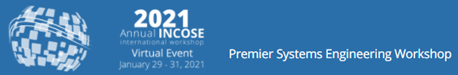 2021
Annual INCOSE
international workshop
Virtual Event
January 29 - 31, 2021
Premier Systems Engineering Workshop